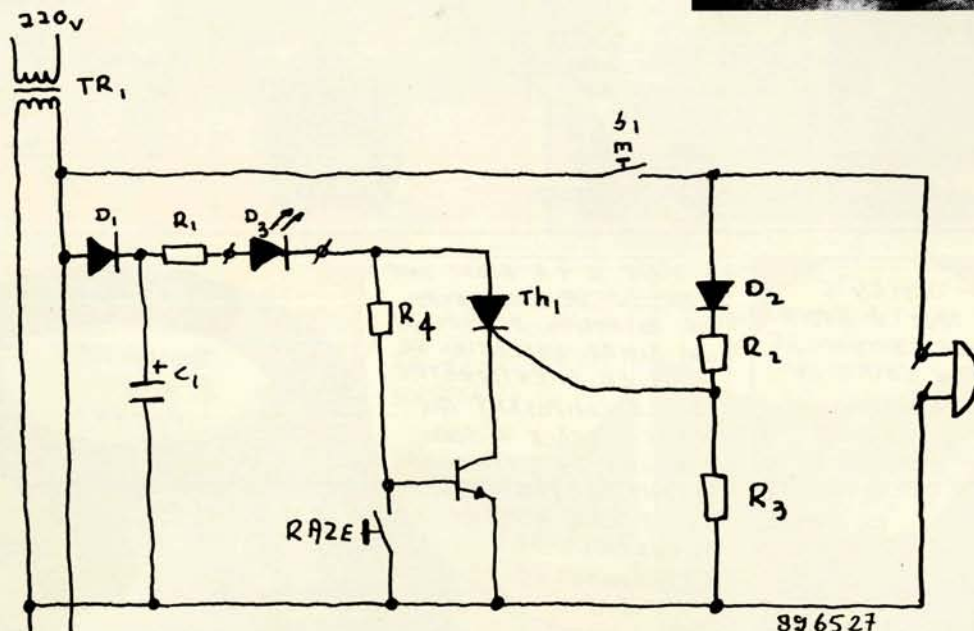 220v
TR1
S1
D1
R1
D3
R4
Th1
D2
R2
+ C1
R3
RAZE
896527